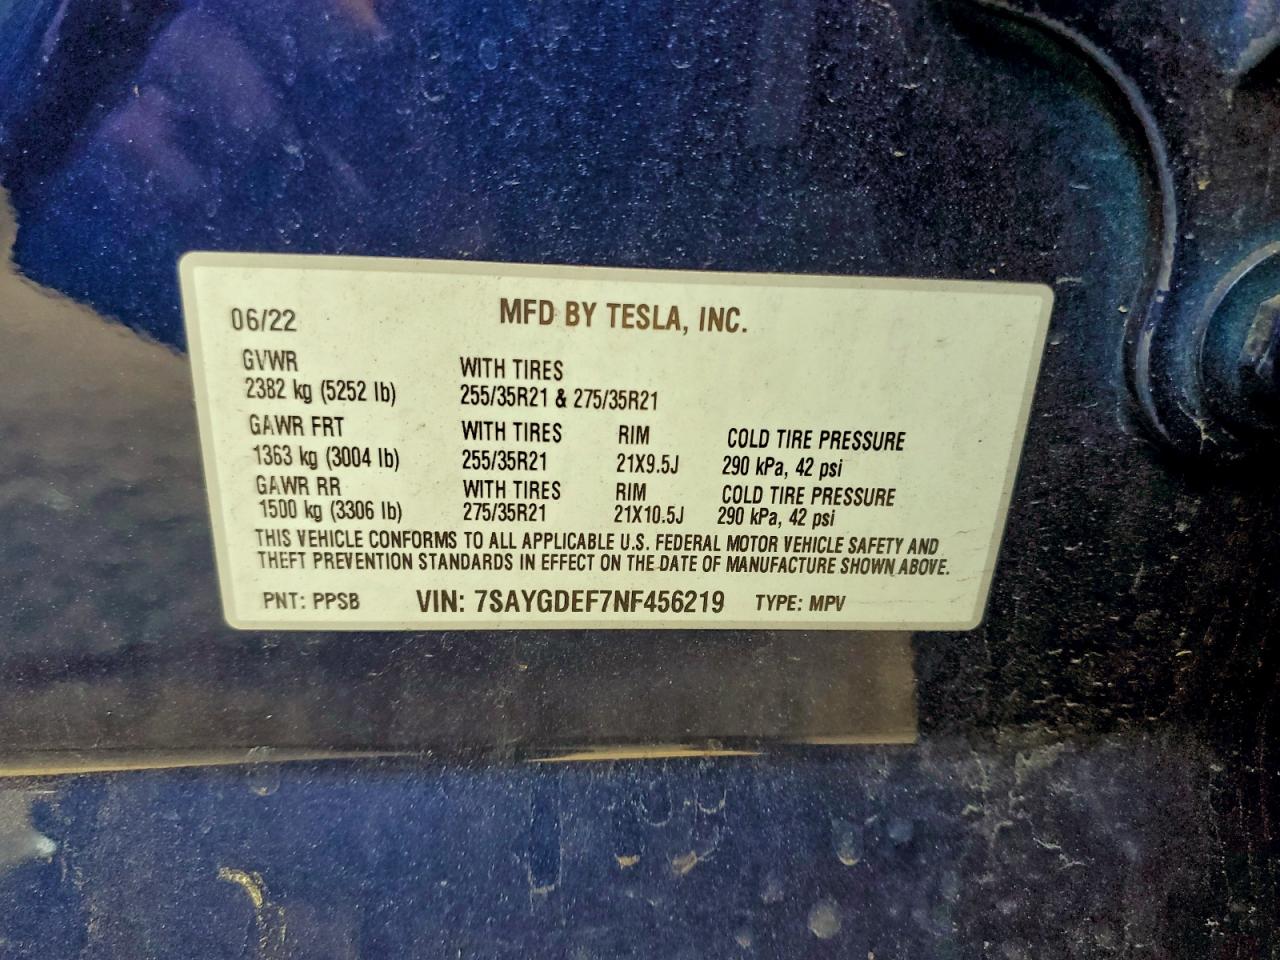 06/22 MFD BY TESLA, INC.
GVWR WITH TIRES
2382 kg (5252 lb) 255/35R21 & 275/35R21
GAWR FRT WITH TIRES RIM COLD TIRE PRESSURE
1363 kg (3004 lb) 255/35R21 21X9.5J 290 kPa, 42 psi
GAWR RR WITH TIRES RIM COLD TIRE PRESSURE
1500 kg (3306 lb) 275/35R21 21X10.5J 290 kPa, 42 psi
THIS VEHICLE CONFORMS TO ALL APPLICABLE U.S. FEDERAL MOTOR VEHICLE SAFETY AND
THEFT PREVENTION STANDARDS IN EFFECT ON THE DATE OF MANUFACTURE SHOWN ABOVE.
PNT: PPSB VIN: 7SAYGDEF7NF456219 TYPE: MPV